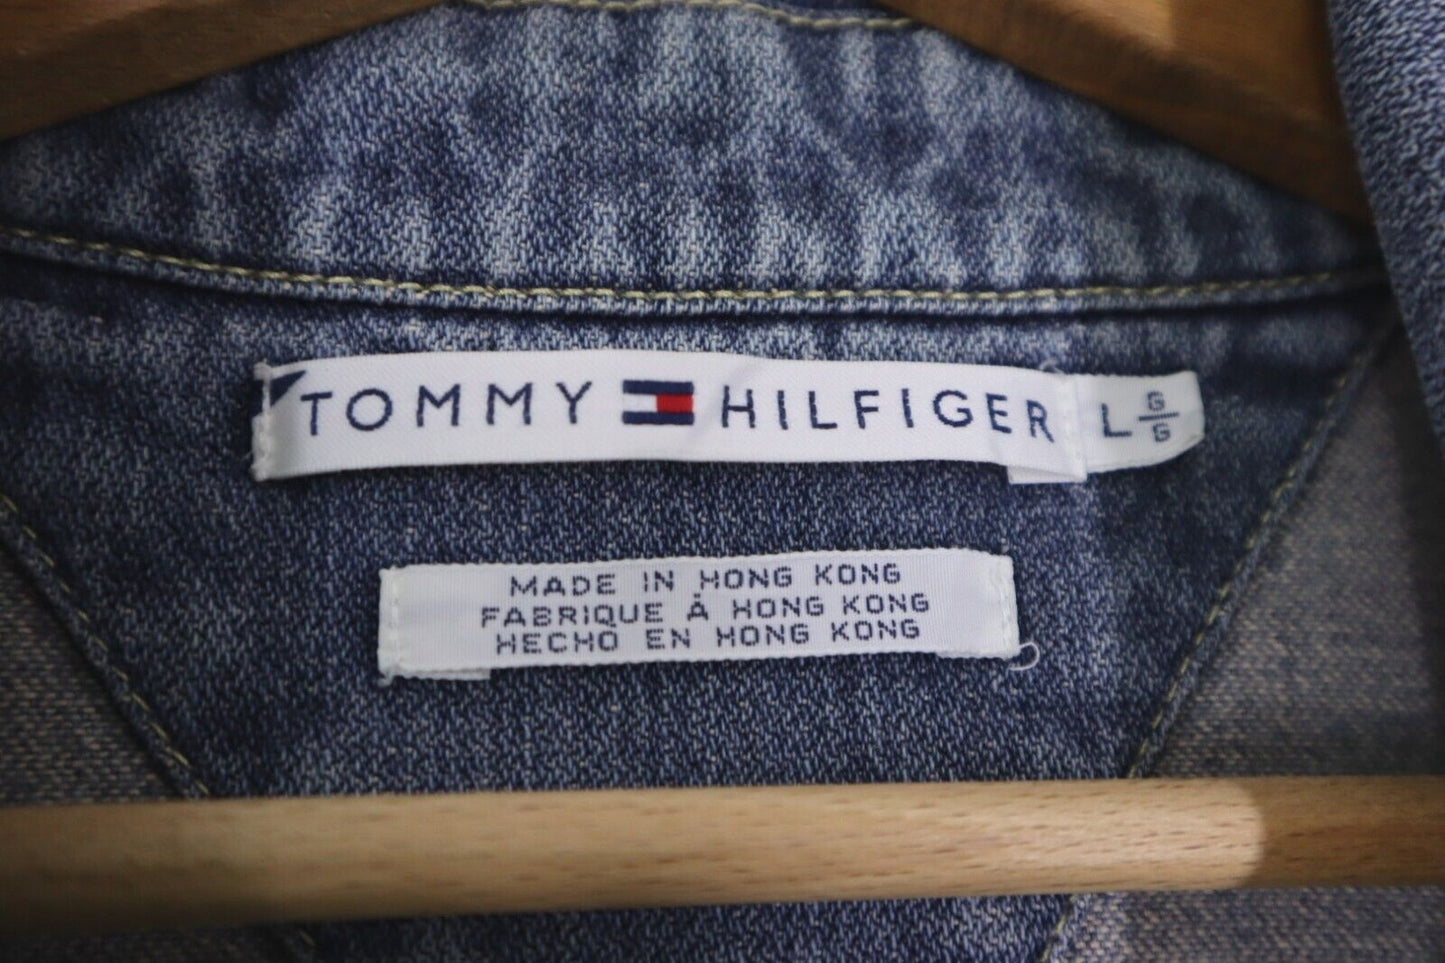 TOMMY HILFIGER L G/G
MADE IN HONG KONG
FABRIQUE À HONG KONG
HECHO EN HONG KONG